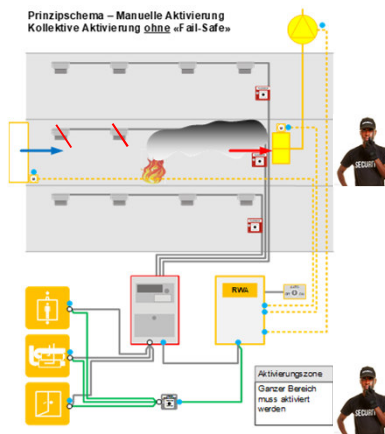 Prinzipschema – Manuelle Aktivierung
Kollektive Aktivierung ohne «Fail-Safe»
SECURITY
RWA
Aktivierungszone
Ganzer Bereich
muss aktiviert
werden
SECURITY